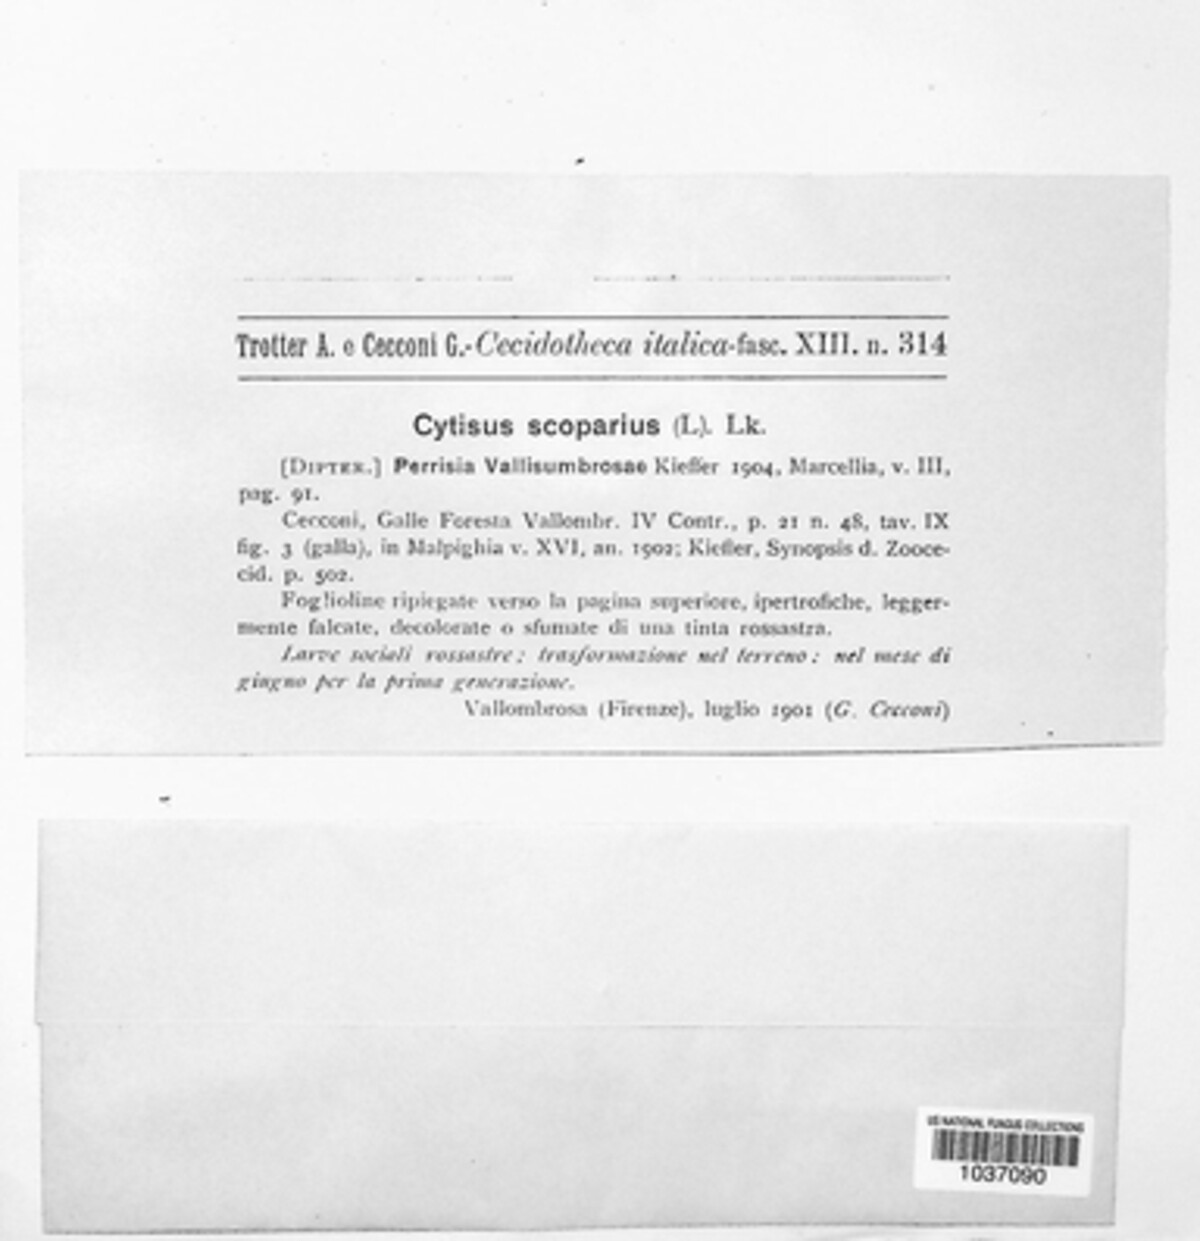 Trotter A. e Cecconi G.-Cecidotheca italica-fasc. XIII. n. 314
Cytisus scoparius (L). Lk.
[DIPTER.] Perrisia Vallisumbrosae Kieffer 1904, Marcellia, v. III,
pag. 91.
Cecconi, Galle Foresta Vallombr. IV Contr., p. 21 n. 48, tav. IX
fig. 3 (galla), in Malpighia v. XVI, an. 1902; Kieffer, Synopsis d. Zooce-
cid. p. 502.
Foglioline ripiegate verso la pagina superiore, ipertrofiche, legger-
mente falcate, decolorate o sfumate di una tinta rossastra.
Larve sociali rossastre; trasformazione nel terreno: nel mese di
giugno per la prima generazione.
Vallombrosa (Firenze), luglio 1901 (G. Cecconi)
US NATIONAL FUNGUS COLLECTIONS
1037090